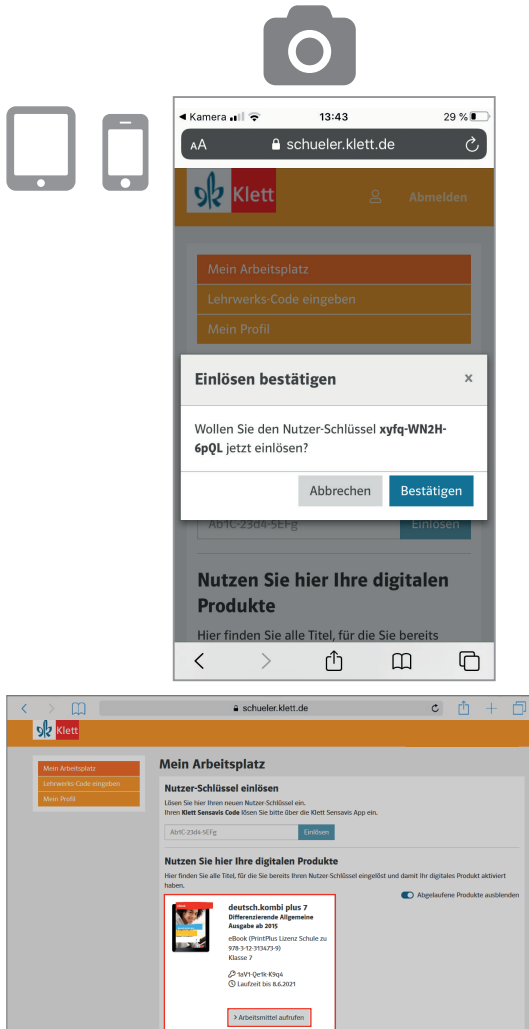 Kamera
13:43
29 %
AA
schueler.klett.de
Klett
Abmelden
Mein Arbeitsplatz
Lehrwerks-Code eingeben
Mein Profil
Einlösen bestätigen
x
Wollen Sie den Nutzer-Schlüssel xyfq-WN2H-
6pQL jetzt einlösen?
Abbrechen
Bestätigen
Ab1C-23d4-5EFg
Einlösen
Nutzen Sie hier Ihre digitalen
Produkte
Hier finden Sie alle Titel, für die Sie bereits
schueler.klett.de
Klett
Mein Arbeitsplatz
Lehrwerks-Code eingeben
Mein Profil
Mein Arbeitsplatz
Nutzer-Schlüssel einlösen
Lösen Sie hier Ihren neuen Nutzer-Schlüssel ein.
Ihren Klett Sensavis Code lösen Sie bitte über die Klett Sensavis App ein.
Ab1C-23d4-5EFg
Einlösen
Nutzen Sie hier Ihre digitalen Produkte
Hier finden Sie alle Titel, für die Sie bereits Ihren Nutzer-Schlüssel eingelöst und damit Ihr digitales Produkt aktiviert
haben.
Abgelaufene Produkte ausblenden
deutsch.kombi plus 7
Differenzierende Allgemeine
Ausgabe ab 2015
eBook (PrintPlus Lizenz Schule zu
978-3-12-313473-9)
Klasse 7
1aV1-Qe1k-K9q4
Laufzeit bis 8.6.2021
> Arbeitsmittel aufrufen